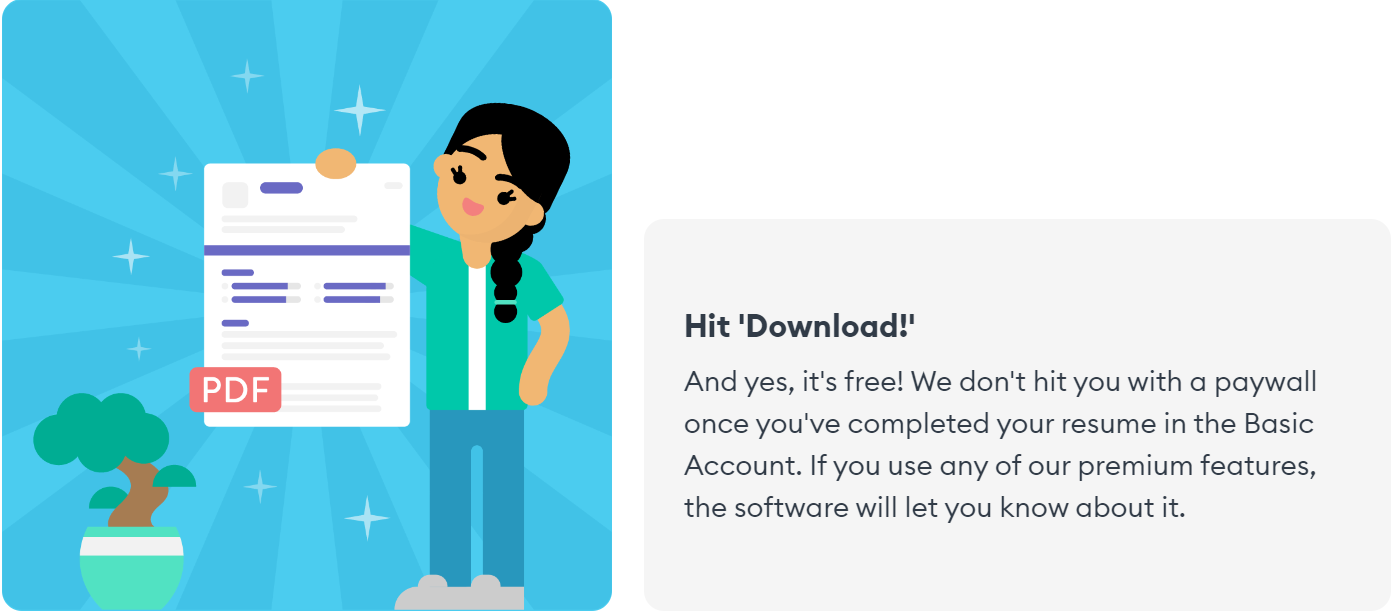 PDF
Hit 'Download!'
And yes, it's free! We don't hit you with a paywall
once you've completed your resume in the Basic
Account. If you use any of our premium features,
the software will let you know about it.